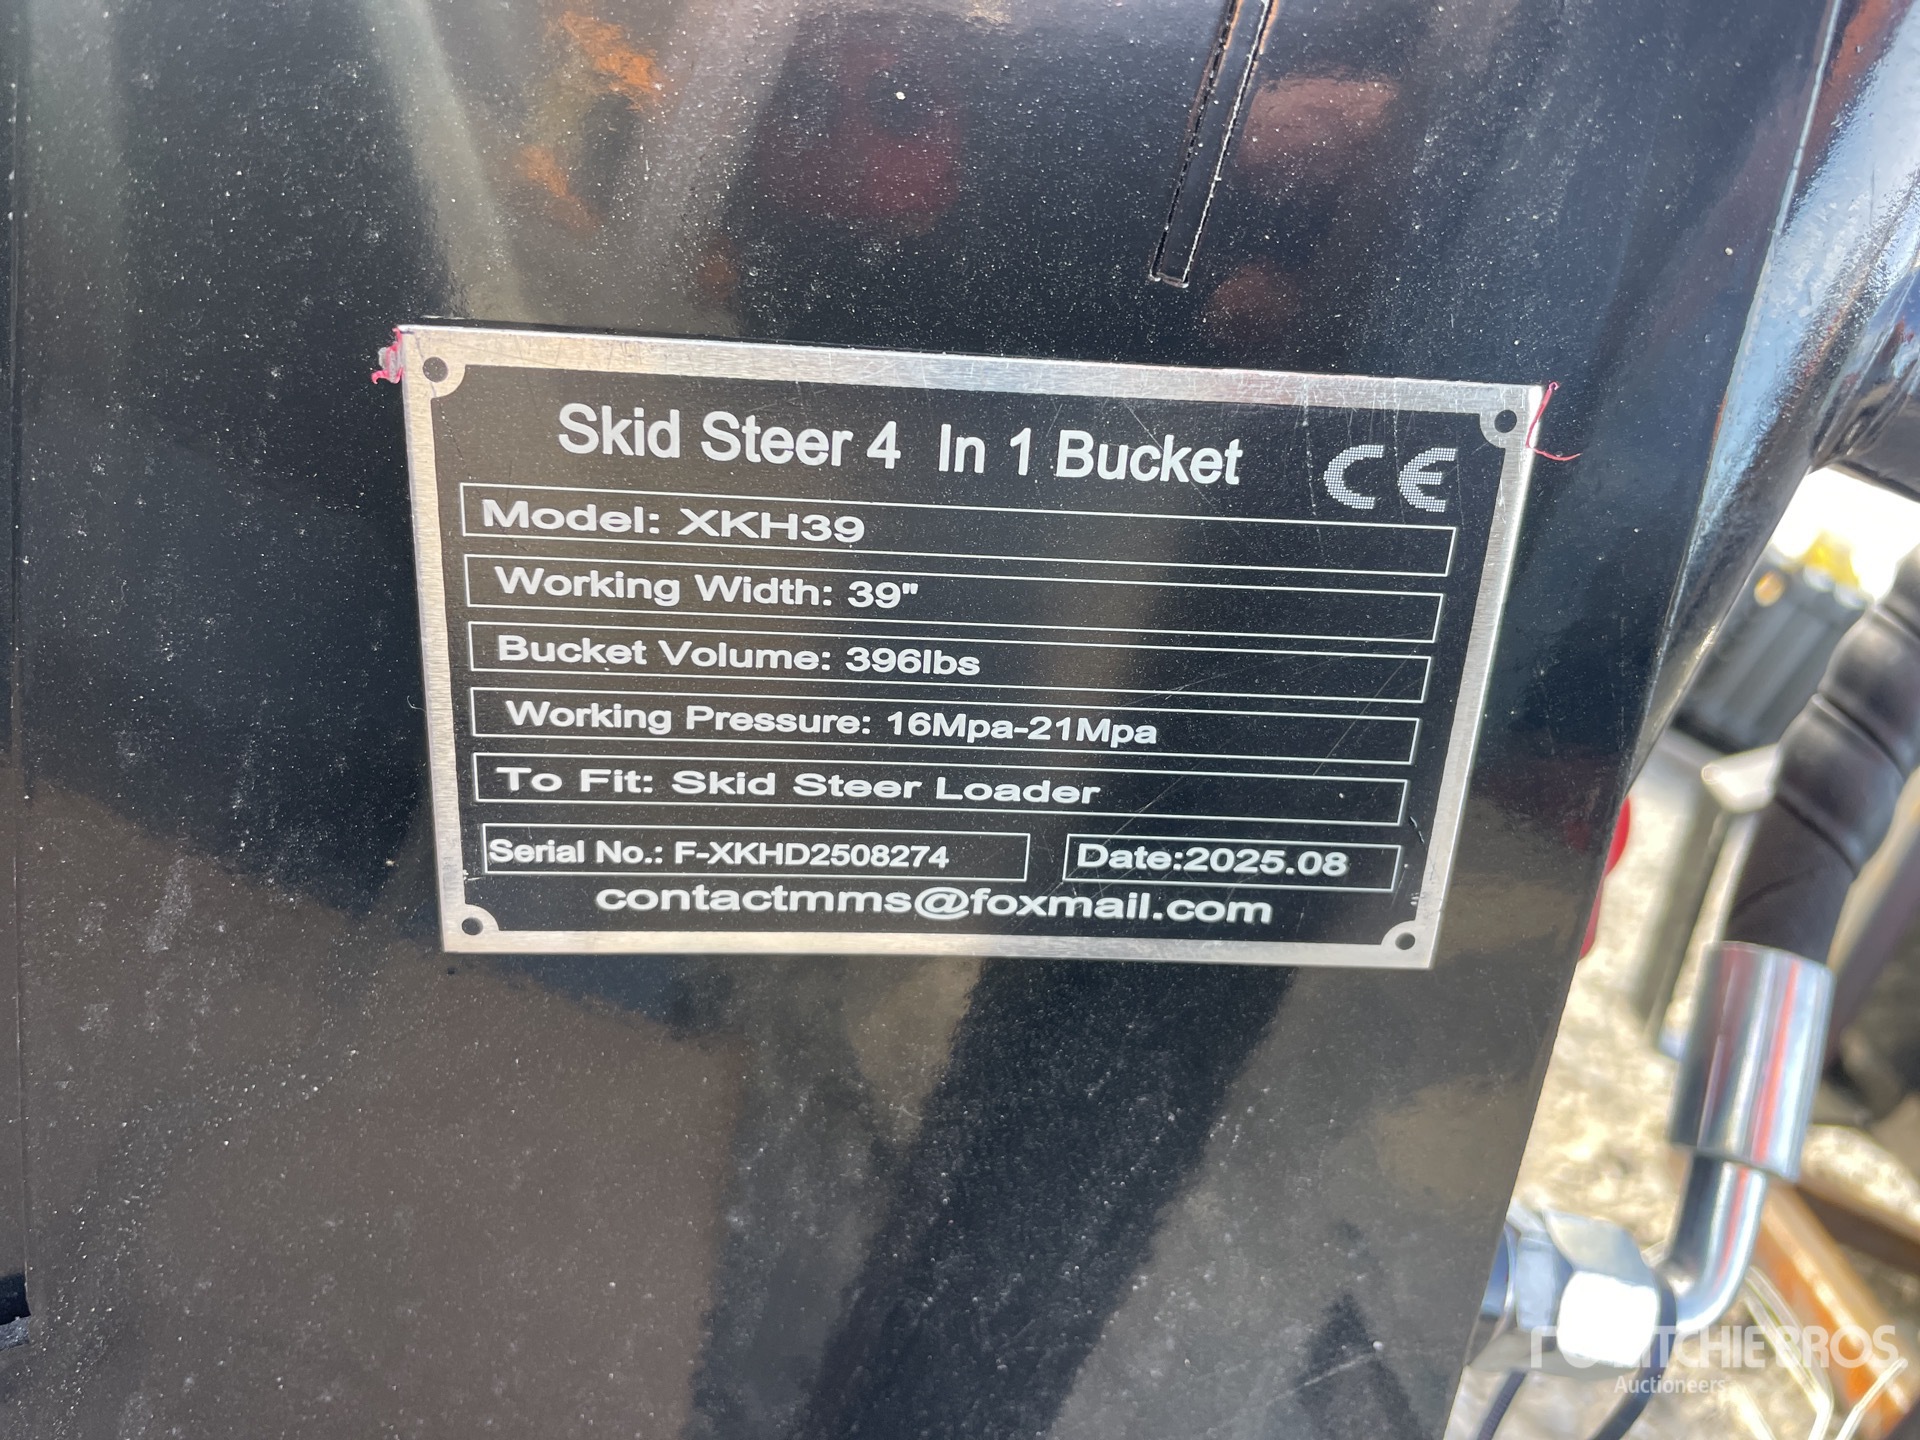 Skid Steer 4 In 1 Bucket
CE
Model: XKH39
Working Width: 39"
Bucket Volume: 396lbs
Working Pressure: 16Mpa-21Mpa
To Fit: Skid Steer Loader
Serial No.: F-XKHD2508274
Date:2025.08
contactmms@foxmail.com
RITCHIE BROS.
Auctioneers